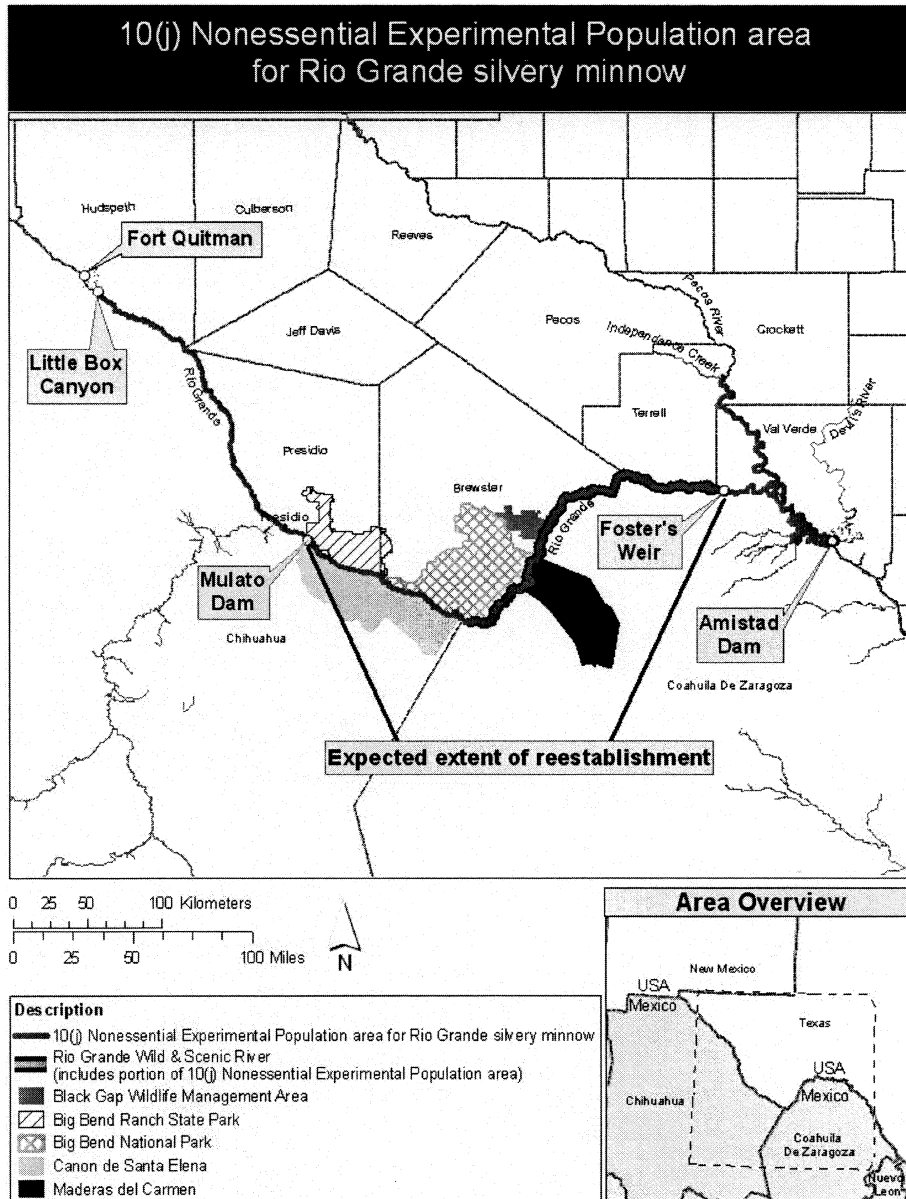 10(j) Nonessential Experimental Population area
for Rio Grande silvery minnow
Hudspeth
Culberson
Fort Quitman
Reeves
Pecos River
Jeff Davis
Pecos
Independence Creek
Crockett
Little Box
Canyon
Rio Grande
Terrell
Devil's River
Val Verde
Presidio
Brewster
Rio Grande
Presidio
Foster's
Weir
Mulato
Dam
Amistad
Dam
Chihuahua
Coahuila De Zaragoza
Expected extent of reestablishment
0 25 50 100 Kilometers
0 25 50 100 Miles
N
Area Overview
New Mexico
USA
Mexico
Texas
USA
Mexico
Chihuahua
Coahuila
De Zaragoza
Nuevo
Leon
Description
10(j) Nonessential Experimental Population area for Rio Grande silvery minnow
Rio Grande Wild & Scenic River
(includes portion of 10(j) Nonessential Experimental Population area)
Black Gap Wildlife Management Area
Big Bend Ranch State Park
Big Bend National Park
Canon de Santa Elena
Maderas del Carmen